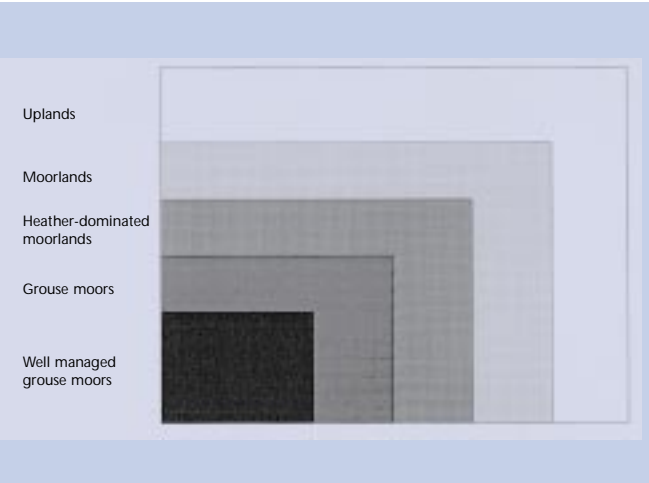 Uplands
Moorlands
Heather-dominated
moorlands
Grouse moors
Well managed
grouse moors